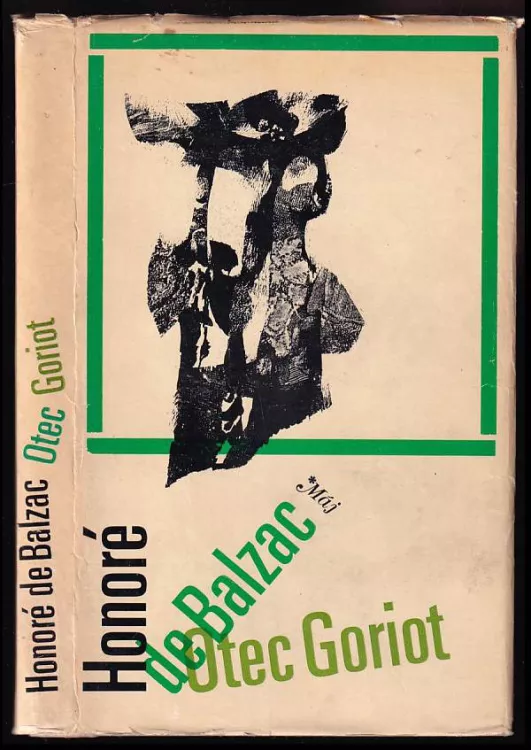 Honoré de Balzac Otec Goriot
*Máj
Honoré
de Balzac
Otec Goriot